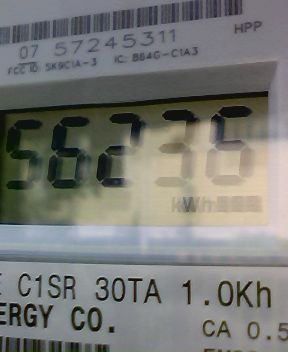 07 57245311 HPP
FCC ID: SK9C1A-3 IC: 864G-C1A3
56236
kWh
C1SR 30TA 1.0Kh
ERGY CO.
CA 0.5